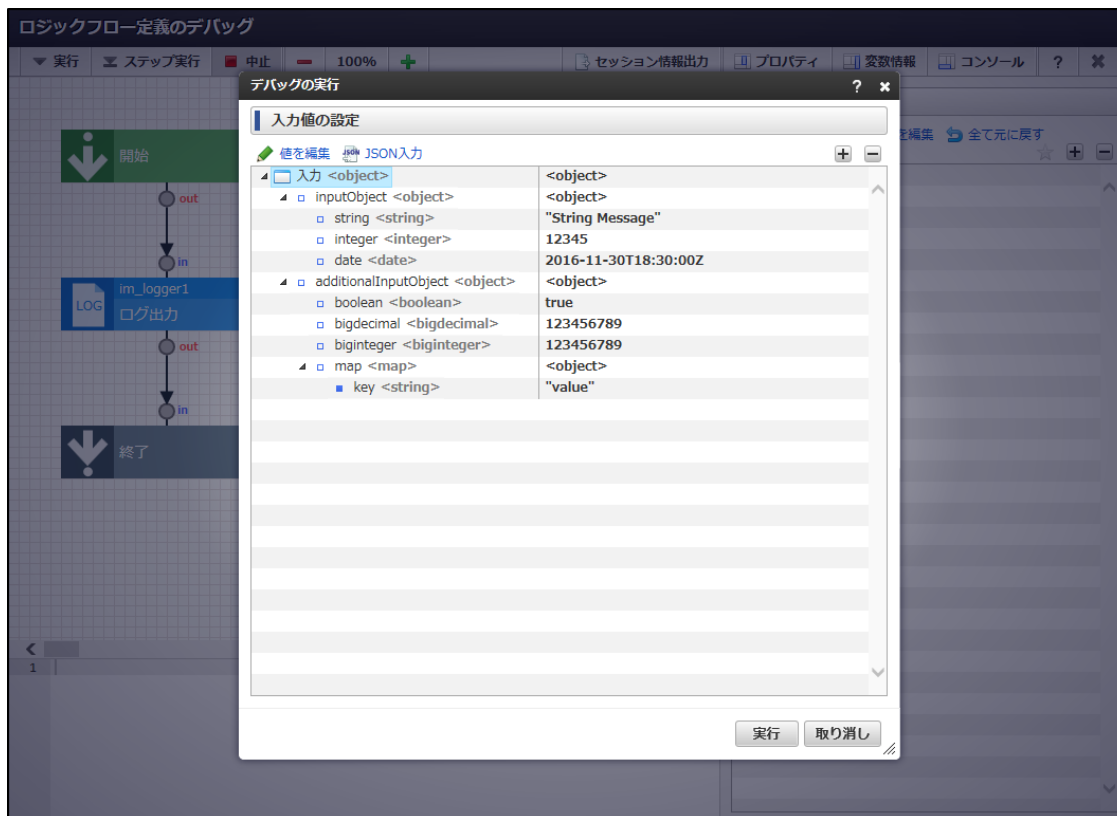 ロジックフロー定義のデバッグ
実行 ステップ実行 中止 100% セッション情報出力 プロパティ 変数情報 コンソール ?
デバッグの実行 ?
入力値の設定
値を編集 JSON入力
を編集 全て元に戻す
入力 <object> <object>
inputObject <object> <object>
string <string> "String Message"
integer <integer> 12345
date <date> 2016-11-30T18:30:00Z
additionalInputObject <object> <object>
boolean <boolean> true
bigdecimal <bigdecimal> 123456789
biginteger <biginteger> 123456789
map <map> <object>
key <string> "value"
開始
out
in
LOG im_logger1
ログ出力
out
in
終了
1
実行 取り消し